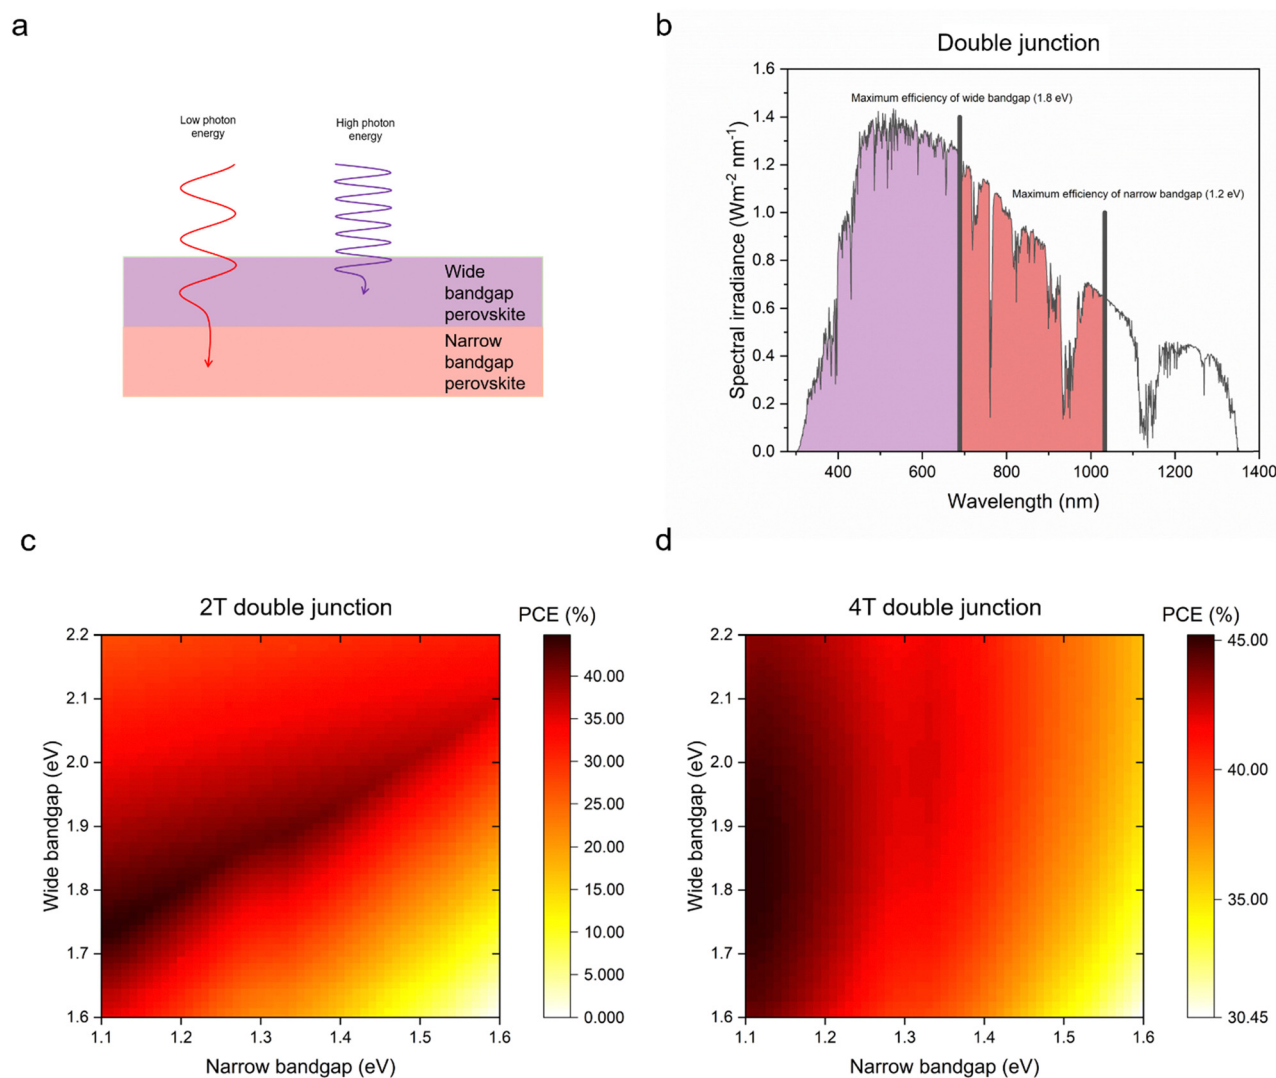 a
Low photon
energy
High photon
energy
Wide
bandgap
perovskite
Narrow
bandgap
perovskite
b
Double junction
Maximum efficiency of wide bandgap (1.8 eV)
Maximum efficiency of narrow bandgap (1.2 eV)
Spectral irradiance (Wm⁻² nm⁻¹)
1.6
1.4
1.2
1.0
0.8
0.6
0.4
0.2
0.0
400 600 800 1000 1200 1400
Wavelength (nm)
c
2T double junction
PCE (%)
Wide bandgap (eV)
2.2
2.1
2.0
1.9
1.8
1.7
1.6
1.1 1.2 1.3 1.4 1.5 1.6
Narrow bandgap (eV)
40.00
35.00
30.00
25.00
20.00
15.00
10.00
5.000
0.000
d
4T double junction
PCE (%)
Wide bandgap (eV)
2.2
2.1
2.0
1.9
1.8
1.7
1.6
1.1 1.2 1.3 1.4 1.5 1.6
Narrow bandgap (eV)
45.00
40.00
35.00
30.45